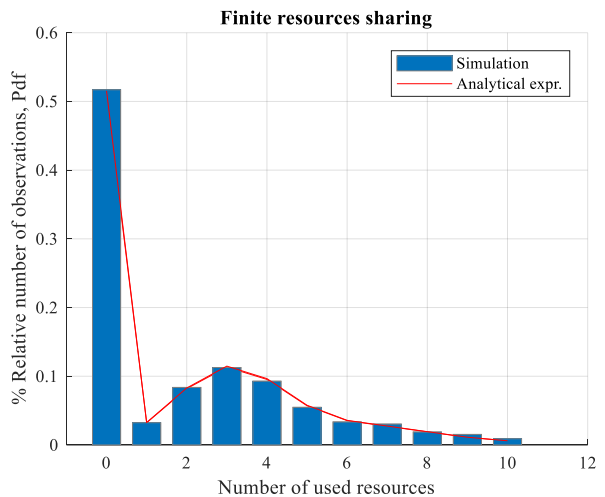 Finite resources sharing
% Relative number of observations, Pdf
0.6
0.5
0.4
0.3
0.2
0.1
0
Simulation
Analytical expr.
0 2 4 6 8 10 12
Number of used resources